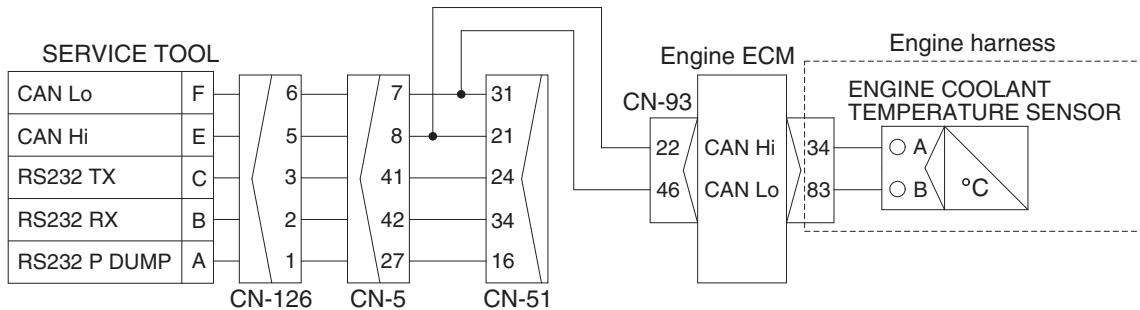 SERVICE TOOL
CAN Lo F 6 7 31
CAN Hi E 5 8 21
RS232 TX C 3 41 24
RS232 RX B 2 42 34
RS232 P DUMP A 1 27 16
CN-126 CN-5 CN-51
Engine ECM
CN-93
22 CAN Hi 34
46 CAN Lo 83
Engine harness
ENGINE COOLANT
TEMPERATURE SENSOR
A
B
°C